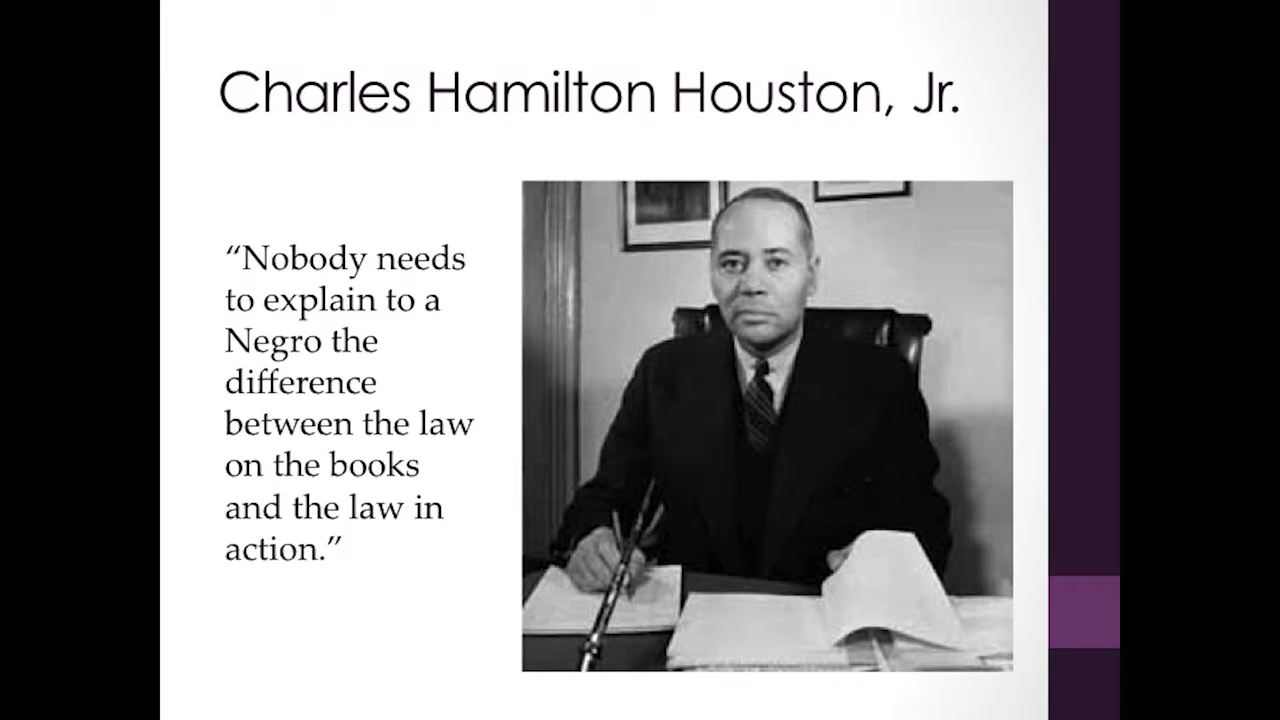 Charles Hamilton Houston, Jr.
“Nobody needs
to explain to a
Negro the
difference
between the law
on the books
and the law in
action.”